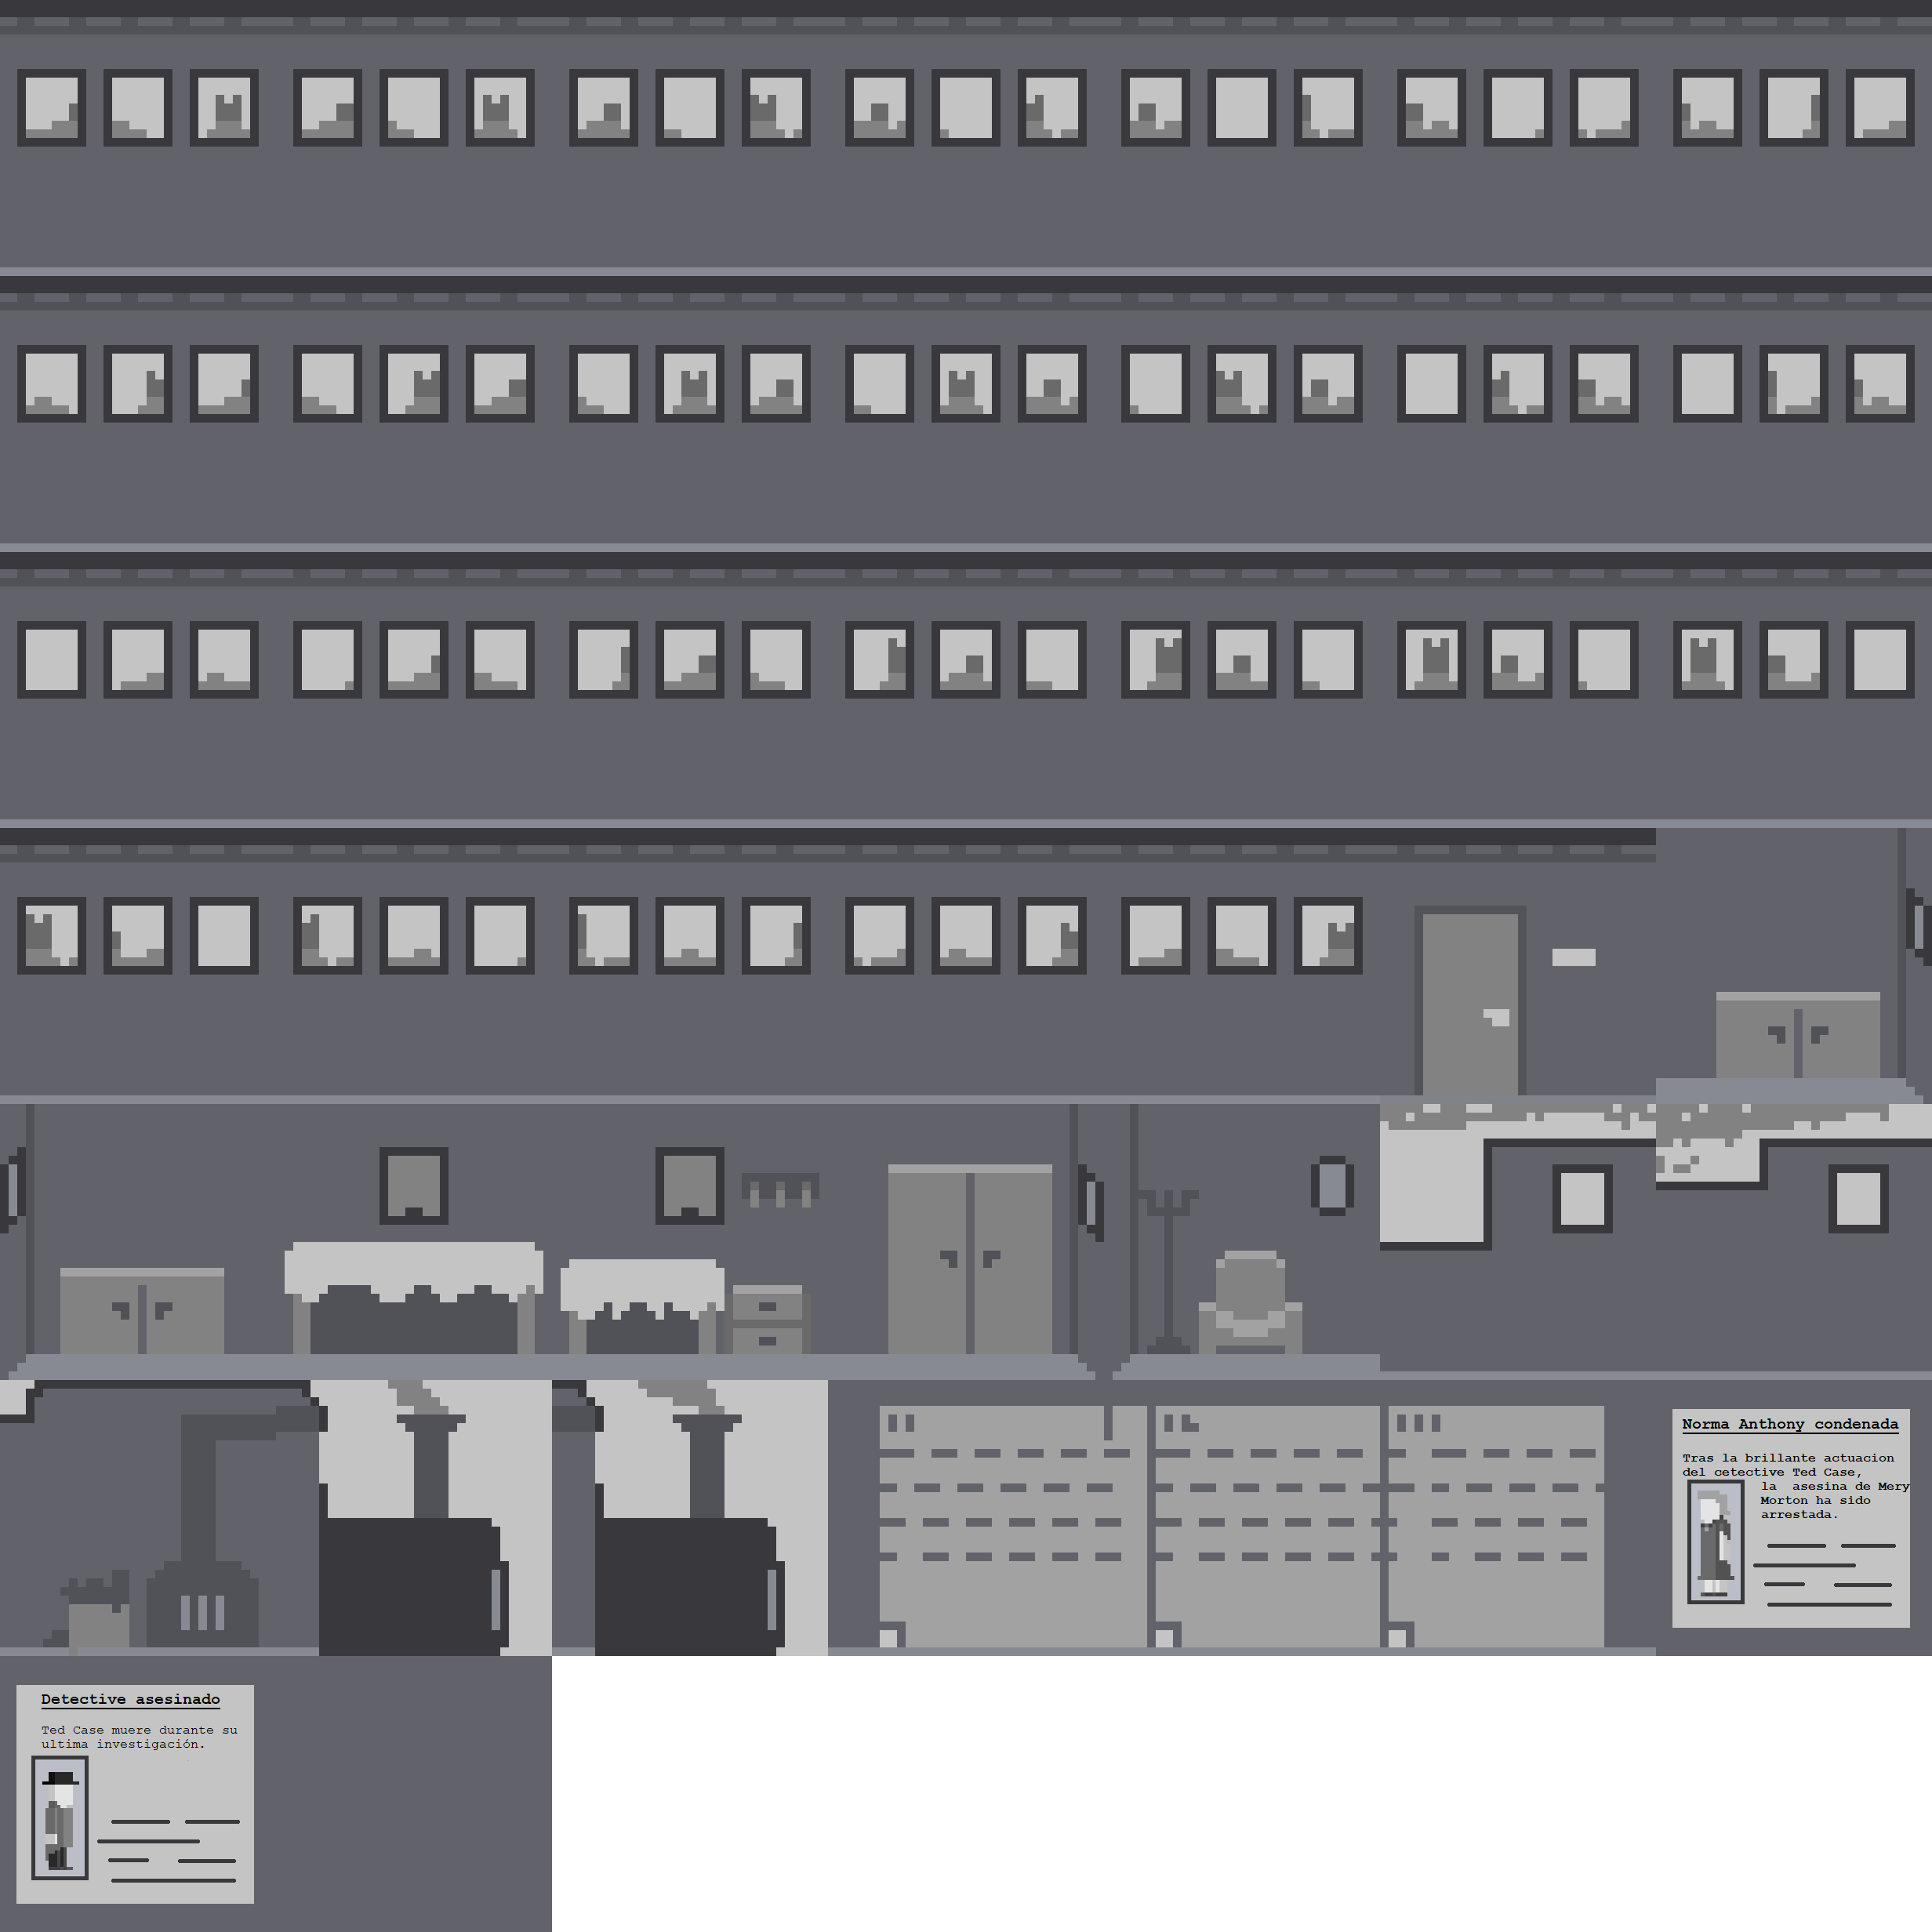 Norma Anthony condenada
Tras la brillante actuacion
del cetective Ted Case,
la asesina de Mery
Morton ha sido
arrestada.
Detective asesinado
Ted Case muere durante su
ultima investigación.